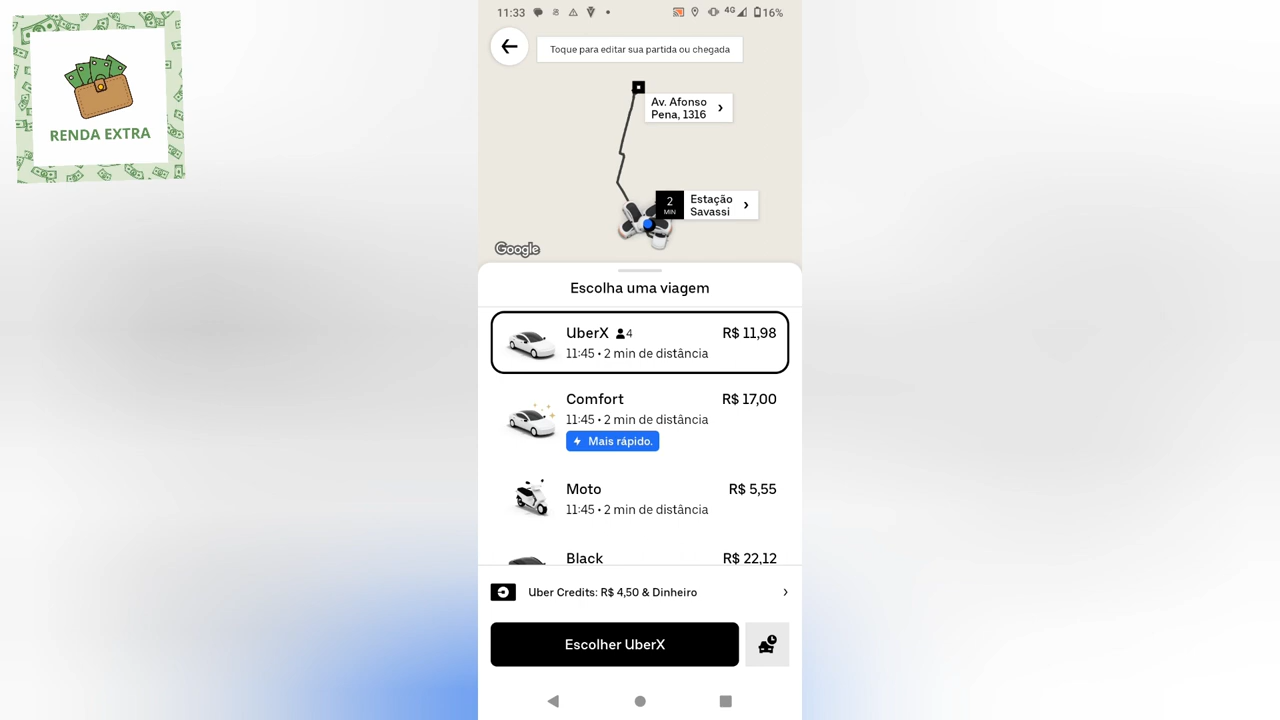 RENDA EXTRA
11:33
4G
16%
Toque para editar sua partida ou chegada
Av. Afonso
Pena, 1316
2
MIN
Estação
Savassi
Google
Escolha uma viagem
UberX 4 R$ 11,98
11:45 • 2 min de distância
Comfort R$ 17,00
11:45 • 2 min de distância
Mais rápido.
Moto R$ 5,55
11:45 • 2 min de distância
Black R$ 22,12
Uber Credits: R$ 4,50 & Dinheiro
Escolher UberX